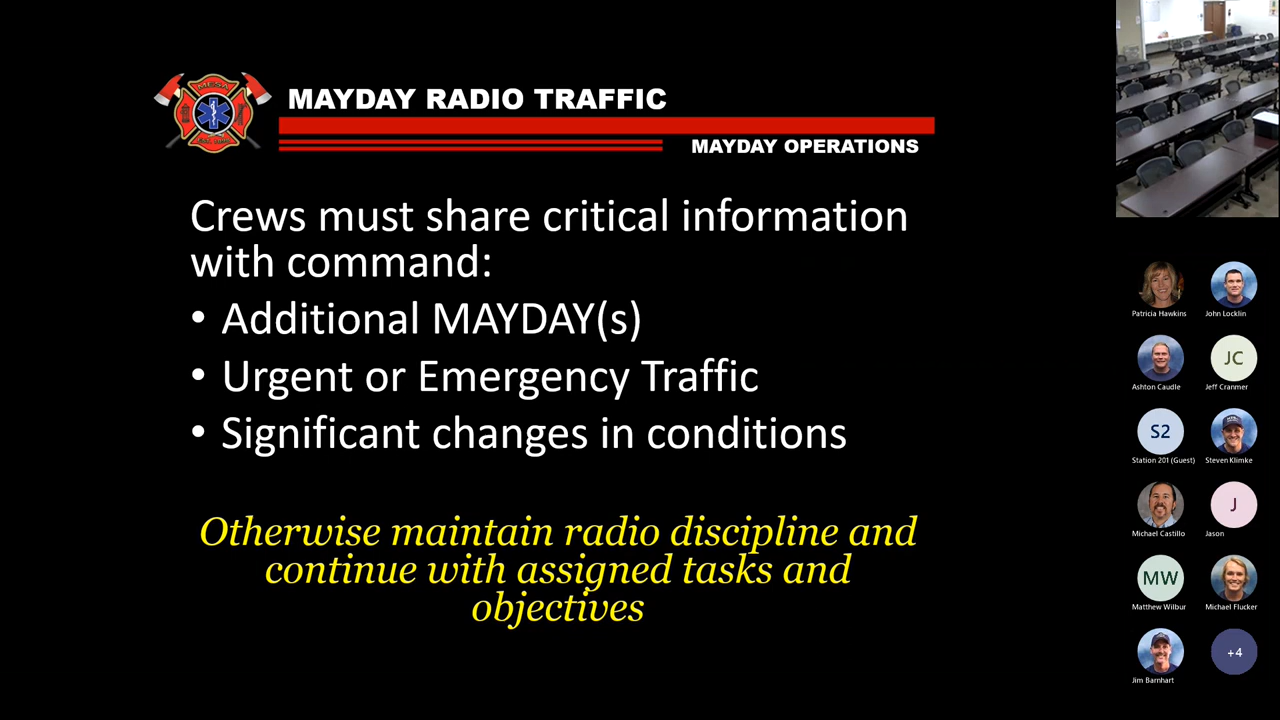 MESA
MAYDAY RADIO TRAFFIC
MAYDAY OPERATIONS
Crews must share critical information
with command:
• Additional MAYDAY(s)
• Urgent or Emergency Traffic
• Significant changes in conditions
Otherwise maintain radio discipline and
continue with assigned tasks and
objectives
Patricia Hawkins
John Locklin
JC
Ashton Caudle
Jeff Cranmer
S2
Station 201 (Guest)
Steven Klimke
J
Michael Castillo
Jason
MW
Matthew Wilbur
Michael Flucker
+4
Jim Barnhart